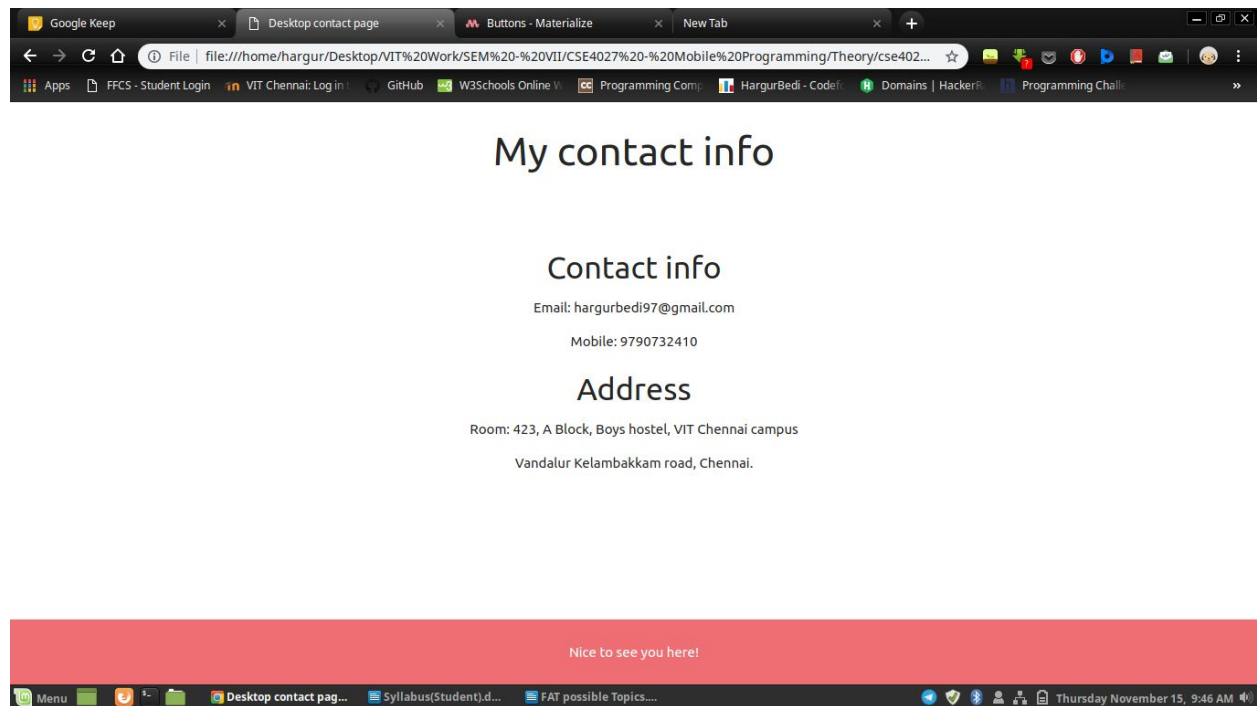 Google Keep
Desktop contact page
Buttons - Materialize
New Tab
File file:///home/hargur/Desktop/VIT%20Work/SEM%20-%20VII/CSE4027%20-%20Mobile%20Programming/Theory/cse402...
Apps FFCS - Student Login VIT Chennai: Log in GitHub W3Schools Online Programming HargurBedi - Domains | Programming »
My contact info
Contact info
Email: hargurbedi97@gmail.com
Mobile: 9790732410
Address
Room: 423, A Block, Boys hostel, VIT Chennai campus
Vandalur Kelambakkam road, Chennai.
Nice to see you here!
Menu Desktop contact pag... Syllabus(Student).d... FAT possible Topics.... Thursday November 15, 9:46 AM